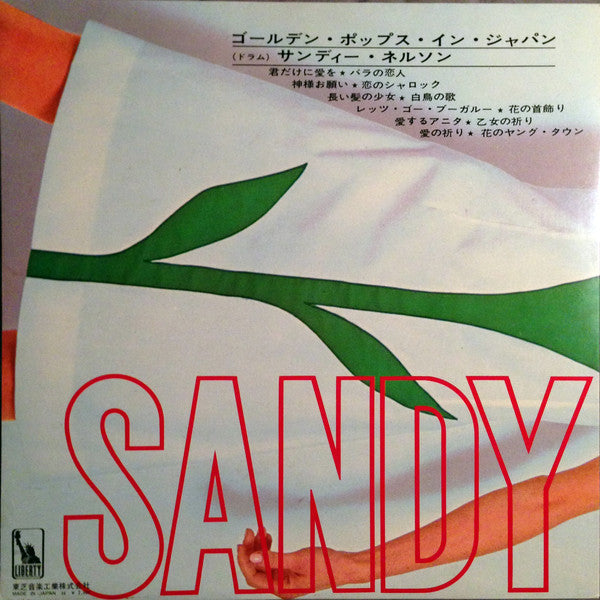 ゴールデン・ポップス・イン・ジャパン
(ドラム) サンディー・ネルソン
君だけに愛を★バラの恋人
神様お願い★恋のシャロック
長い髪の少女★白鳥の歌
レッツ・ゴー・ブーガルー★花の首飾り
愛するアニタ★乙女の祈り
愛の祈り★花のヤング・タウン
SANDY
LIBERTY
東芝音楽工業株式会社
MADE IN JAPAN